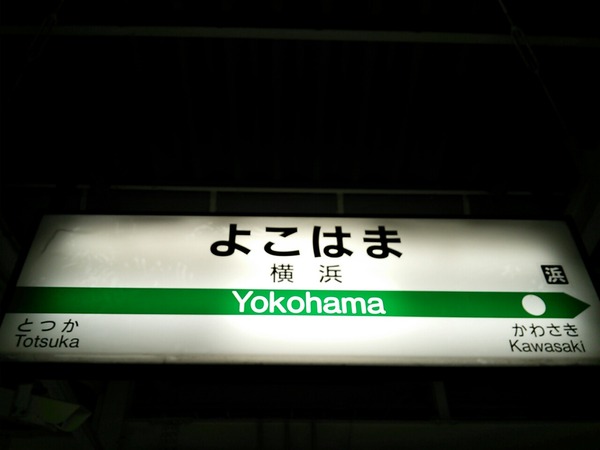 よこはま
横浜
浜
Yokohama
とつか
Totsuka
かわさき
Kawasaki